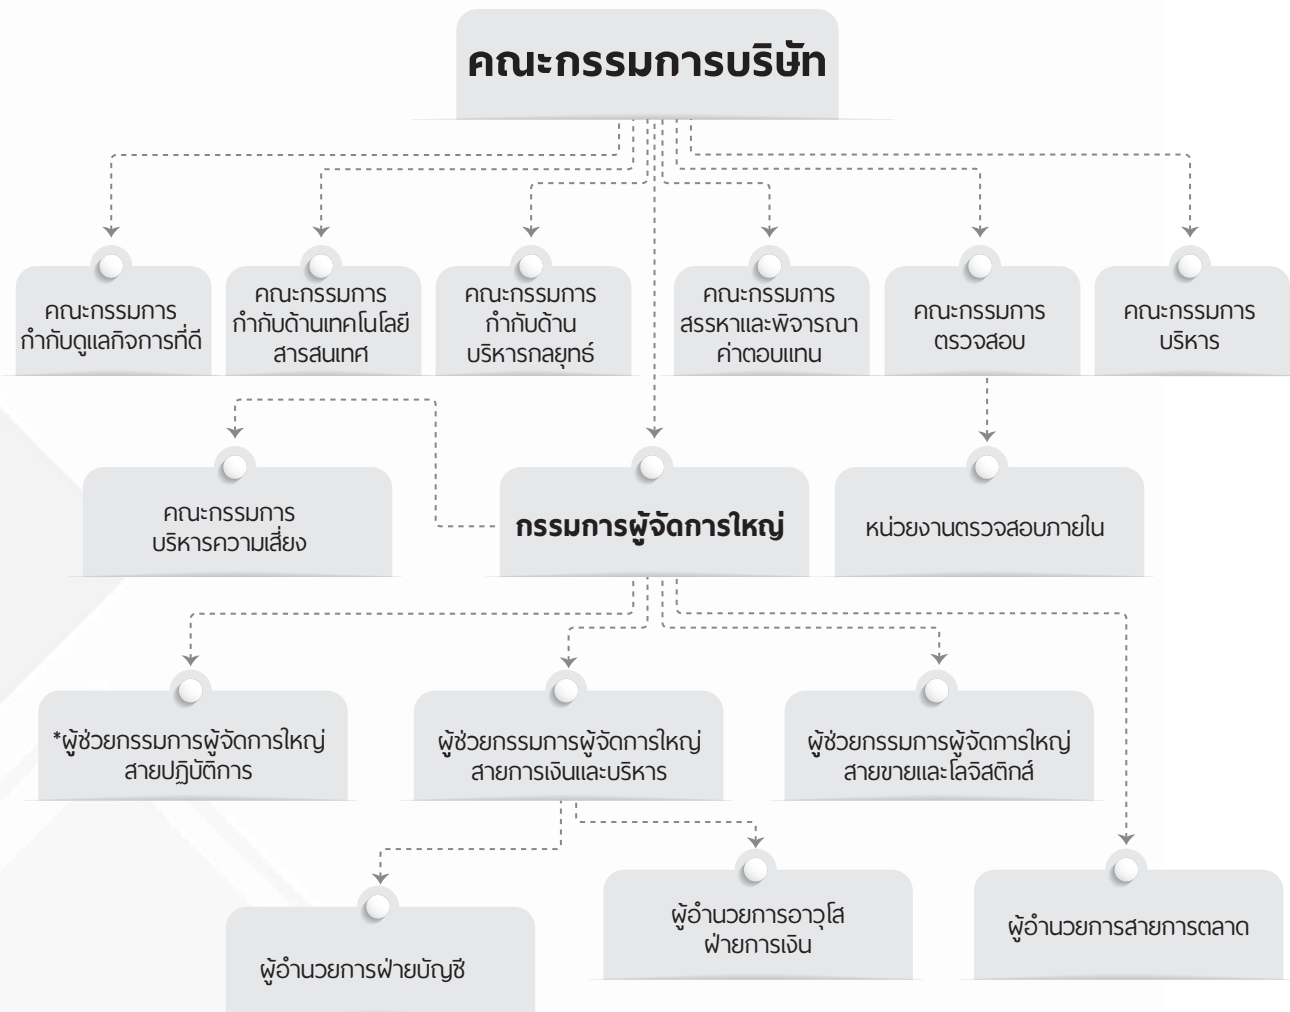 คณะกรรมการบริษัท
คณะกรรมการ
กำกับดูแลกิจการที่ดี
คณะกรรมการ
กำกับด้านเทคโนโลยี
สารสนเทศ
คณะกรรมการ
กำกับด้าน
บริหารกลยุทธ์
คณะกรรมการ
สรรหาและพิจารณา
ค่าตอบแทน
คณะกรรมการ
ตรวจสอบ
คณะกรรมการ
บริหาร
คณะกรรมการ
บริหารความเสี่ยง
กรรมการผู้จัดการใหญ่
หน่วยงานตรวจสอบภายใน
*ผู้ช่วยกรรมการผู้จัดการใหญ่
สายปฏิบัติการ
ผู้ช่วยกรรมการผู้จัดการใหญ่
สายการเงินและบริหาร
ผู้ช่วยกรรมการผู้จัดการใหญ่
สายขายและโลจิสติกส์
ผู้อำนวยการฝ่ายบัญชี
ผู้อำนวยการอาวุโส
ฝ่ายการเงิน
ผู้อำนวยการสายการตลาด